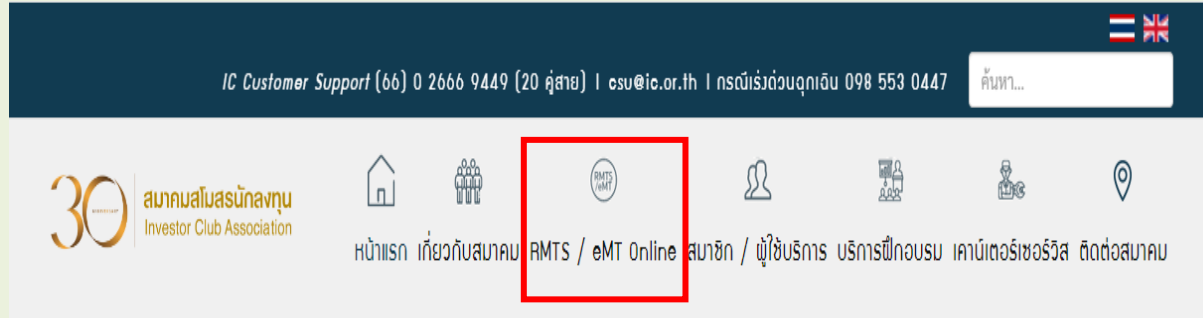 IC Customer Support (66) 0 2666 9449 (20 คู่สาย) I csu@ic.or.th I กรณีเร่งด่วนฉุกเฉิน 098 553 0447
ค้นหา...
30
สมาคมสโมสรนักลงทุน
Investor Club Association
RMTS
/eMT
หน้าแรก เกี่ยวกับสมาคม RMTS / eMT Online สมาชิก / ผู้ใช้บริการ บริการฝึกอบรม เคาน์เตอร์เซอร์วิส ติดต่อสมาคม